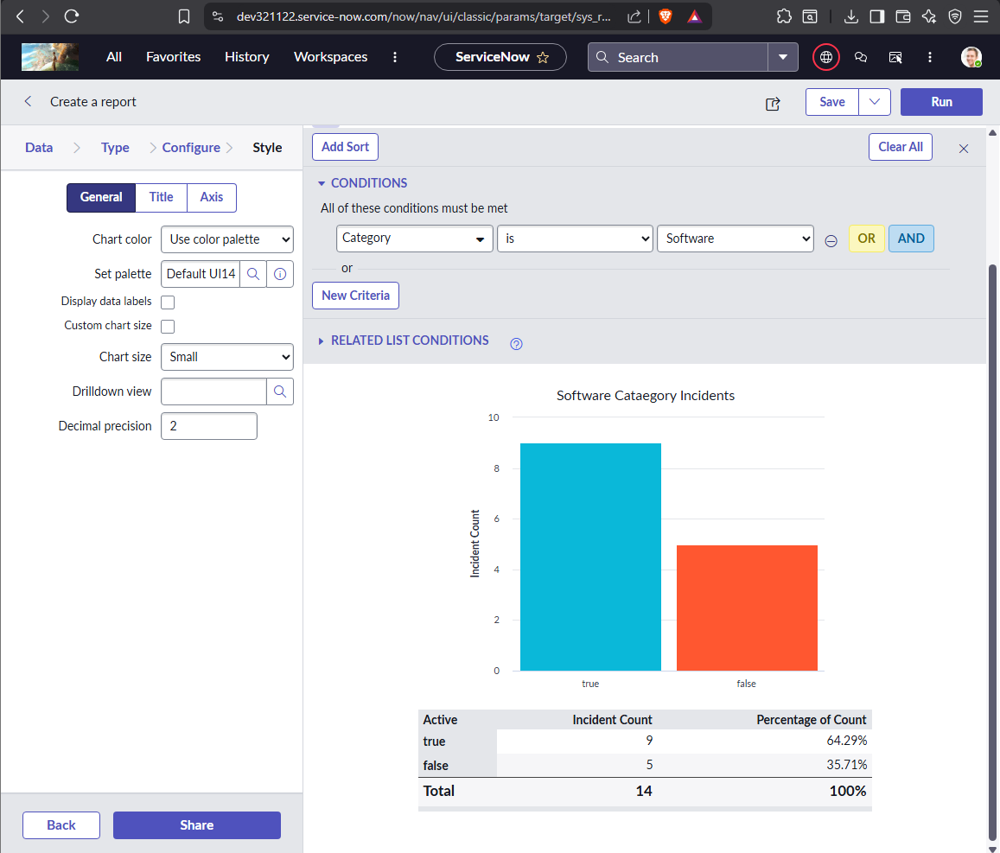 dev321122.service-now.com/now/nav/ui/classic/params/target/sys_r...
All Favorites History Workspaces ServiceNow Search
Create a report Save Run
Data Type Configure Style
Add Sort Clear All
General Title Axis
CONDITIONS
All of these conditions must be met
Category is Software OR AND
or
New Criteria
RELATED LIST CONDITIONS
Chart color Use color palette
Set palette Default UI14
Display data labels
Custom chart size
Chart size Small
Drilldown view
Decimal precision 2
Software Cataegory Incidents
Incident Count
10
8
6
4
2
0
true false
Active Incident Count Percentage of Count
true 9 64.29%
false 5 35.71%
Total 14 100%
Back Share